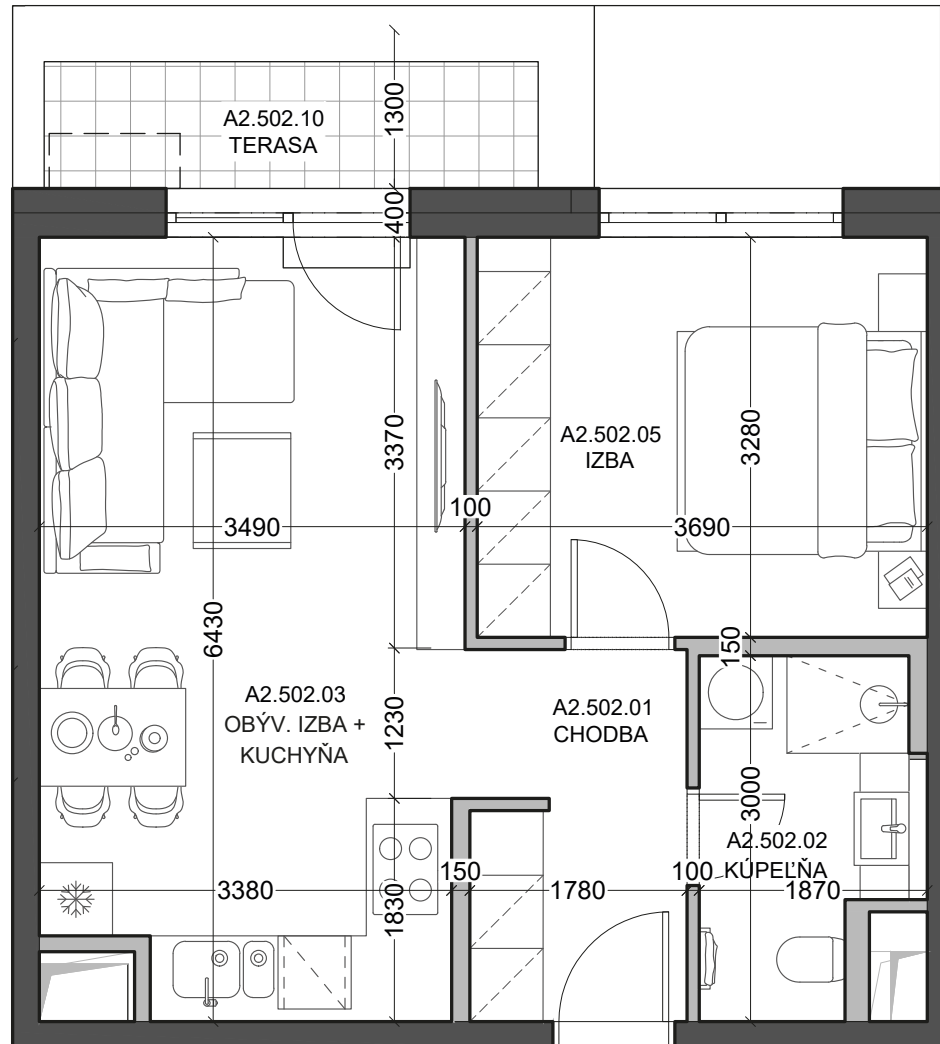 A2.502.10
TERASA
1300
400
A2.502.05
IZBA
3370
3280
100
3490
3690
6430
150
A2.502.03
OBÝV. IZBA +
KUCHYŇA
A2.502.01
CHODBA
1230
3000
A2.502.02
KÚPEĽŇA
150
100
3380
1780
1870
1830